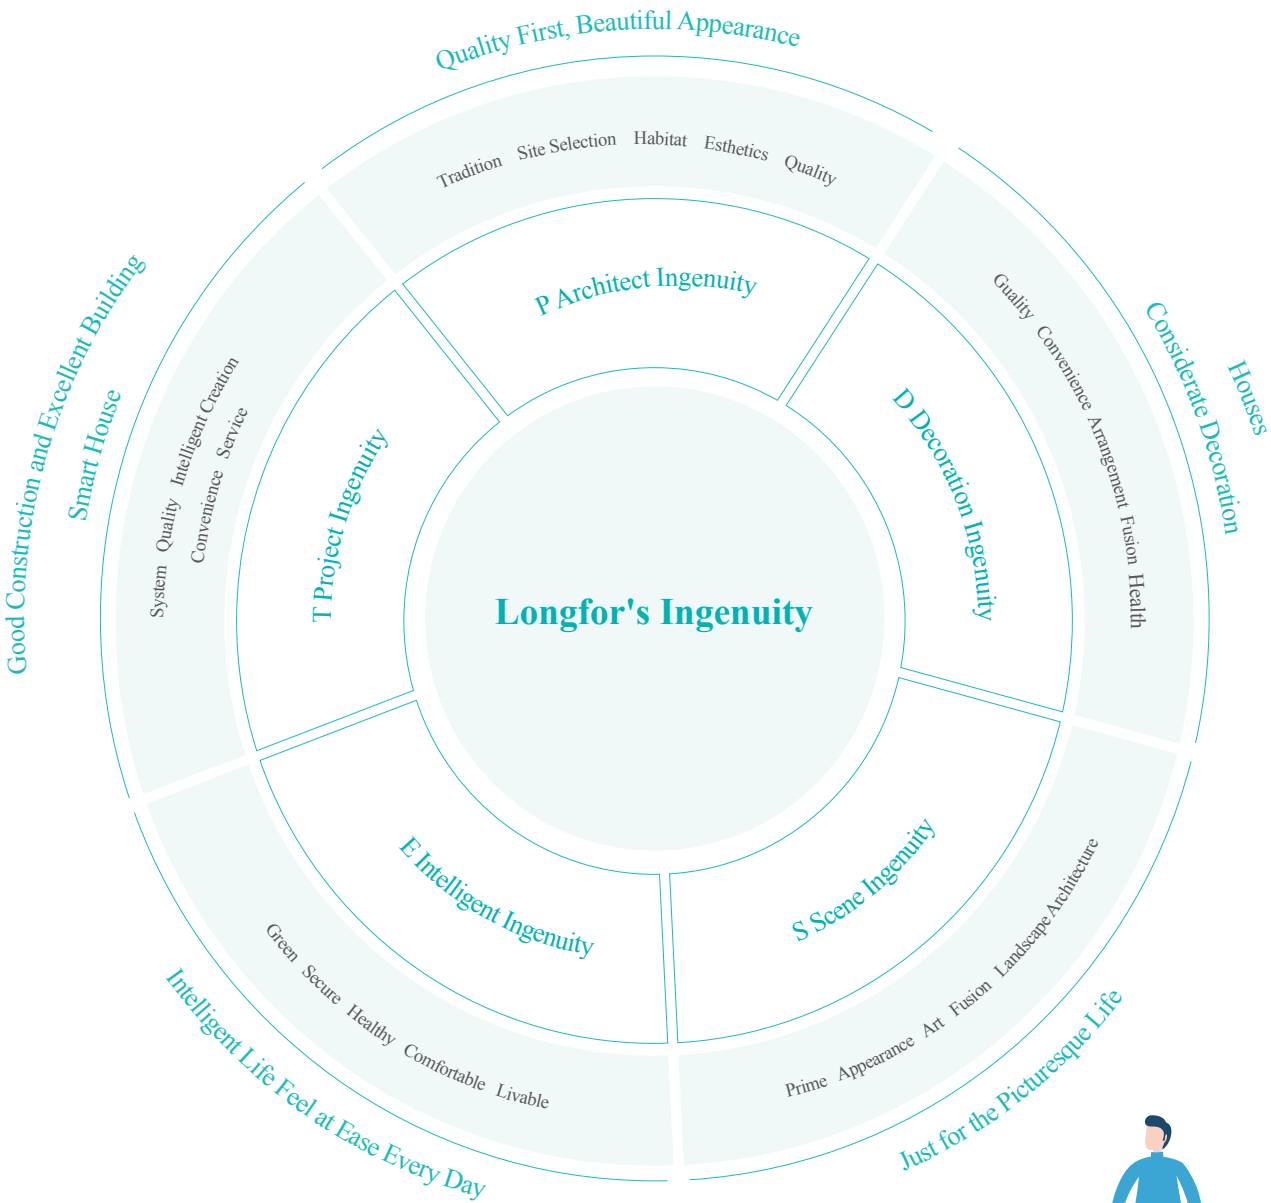 Quality First, Beautiful Appearance
Tradition Site Selection Habitat Esthetics Quality
P Architect Ingenuity
Houses
Considerate Decoration
Guality Convenience Arrangement Fusion Health
D Decoration Ingenuity
Good Construction and Excellent Building
Smart House
System Quality Intelligent Creation
Convenience Service
T Project Ingenuity
Longfor's Ingenuity
E Intelligent Ingenuity
Green Secure Healthy Comfortable Livable
Intelligent Life Feel at Ease Every Day
S Scene Ingenuity
Prime Appearance Art Fusion Landscape Architecture
Just for the Picturesque Life